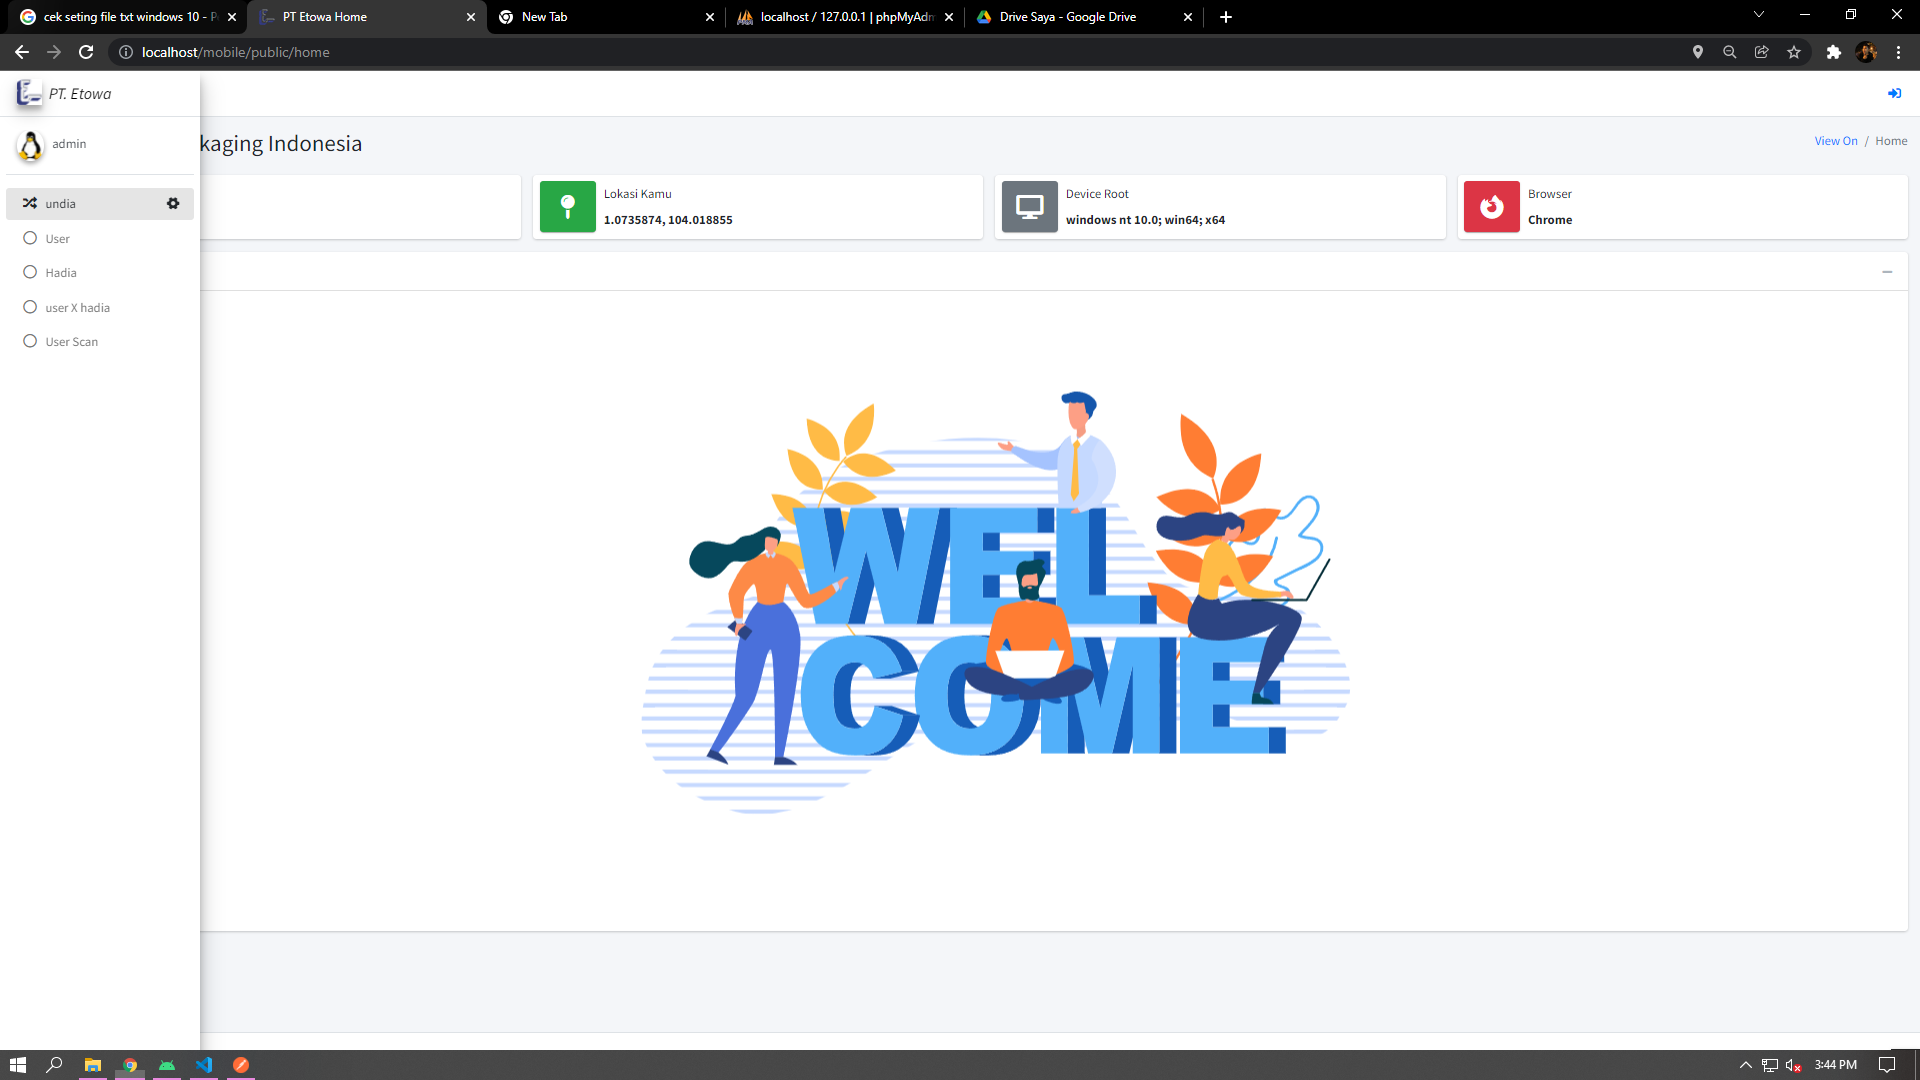 cek seting file txt windows 10 - P
PT Etowa Home
New Tab
localhost / 127.0.0.1 | phpMyAdm
Drive Saya - Google Drive
localhost/mobile/public/home
PT. Etowa
admin
kaging Indonesia
View On / Home
undia
User
Hadia
user X hadia
User Scan
Lokasi Kamu
1.0735874, 104.018855
Device Root
windows nt 10.0; win64; x64
Browser
Chrome
WEL
COME
3:44 PM